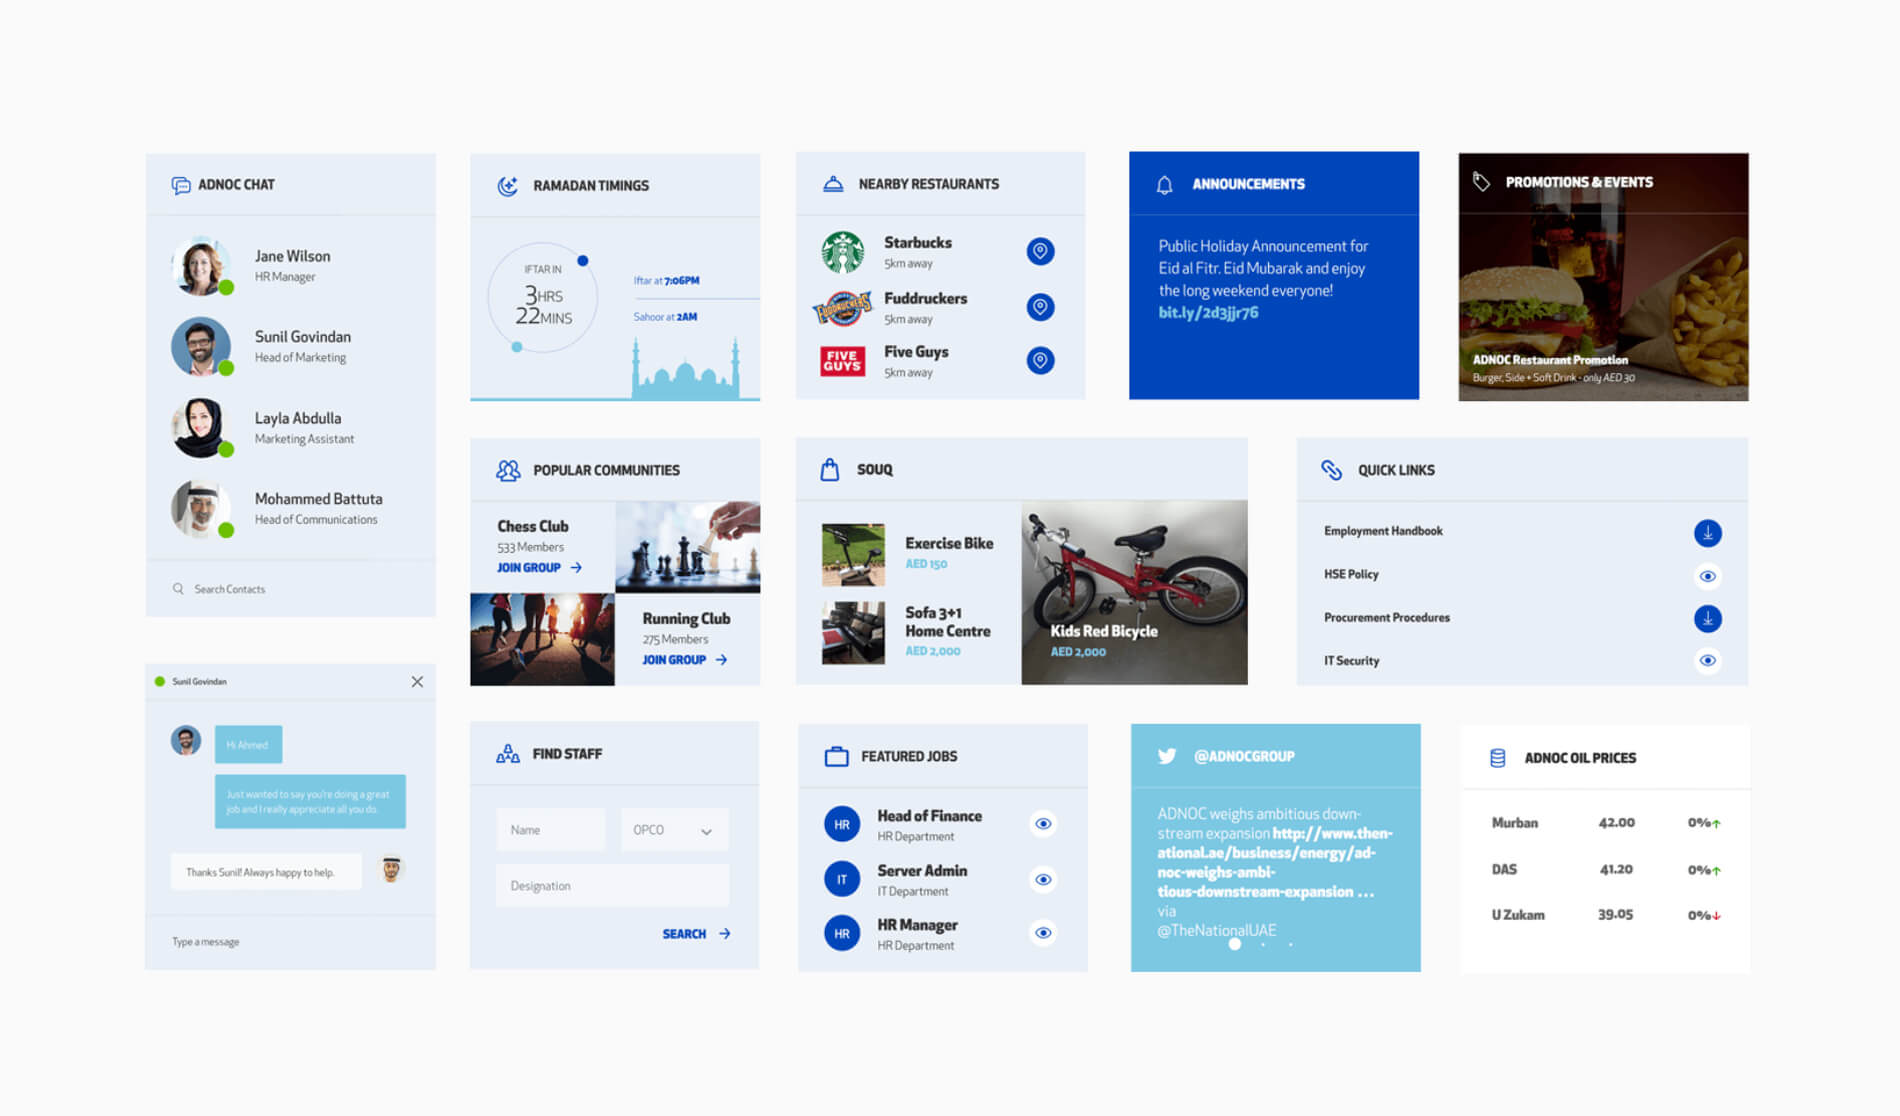 ADNOC CHAT
Jane Wilson
HR Manager
Sunil Govindan
Head of Marketing
Layla Abdulla
Marketing Assistant
Mohammed Battuta
Head of Communications
Search Contacts
RAMADAN TIMINGS
IFTAR IN
3HRS
22MINS
Iftar at 7:06PM
Sahoor at 2AM
NEARBY RESTAURANTS
Starbucks
5km away
FUDDRUCKERS
Fuddruckers
5km away
FIVE
GUYS
Five Guys
5km away
ANNOUNCEMENTS
Public Holiday Announcement for
Eid al Fitr. Eid Mubarak and enjoy
the long weekend everyone!
bit.ly/2d3jjr76
PROMOTIONS & EVENTS
ADNOC Restaurant Promotion
Burger, Side + Soft Drink - only AED 30
POPULAR COMMUNITIES
Chess Club
533 Members
JOIN GROUP
Running Club
275 Members
JOIN GROUP
SOUQ
Exercise Bike
AED 150
Sofa 3+1
Home Centre
AED 2,000
Kids Red Bicycle
AED 2,000
QUICK LINKS
Employment Handbook
HSE Policy
Procurement Procedures
IT Security
Sunil Govindan
Hi Ahmed
Just wanted to say you're doing a great
job and I really appreciate all you do.
Thanks Sunil! Always happy to help.
Type a message
FIND STAFF
Name
OPCO
Designation
SEARCH
FEATURED JOBS
HR
Head of Finance
HR Department
IT
Server Admin
IT Department
HR
HR Manager
HR Department
@ADNOCGROUP
ADNOC weighs ambitious down-
stream expansion http://www.then-
ational.ae/business/energy/ad-
noc-weighs-ambi-
tious-downstream-expansion ...
via
@TheNationalUAE
ADNOC OIL PRICES
Murban 42.00 0%
DAS 41.20 0%
U Zukam 39.05 0%